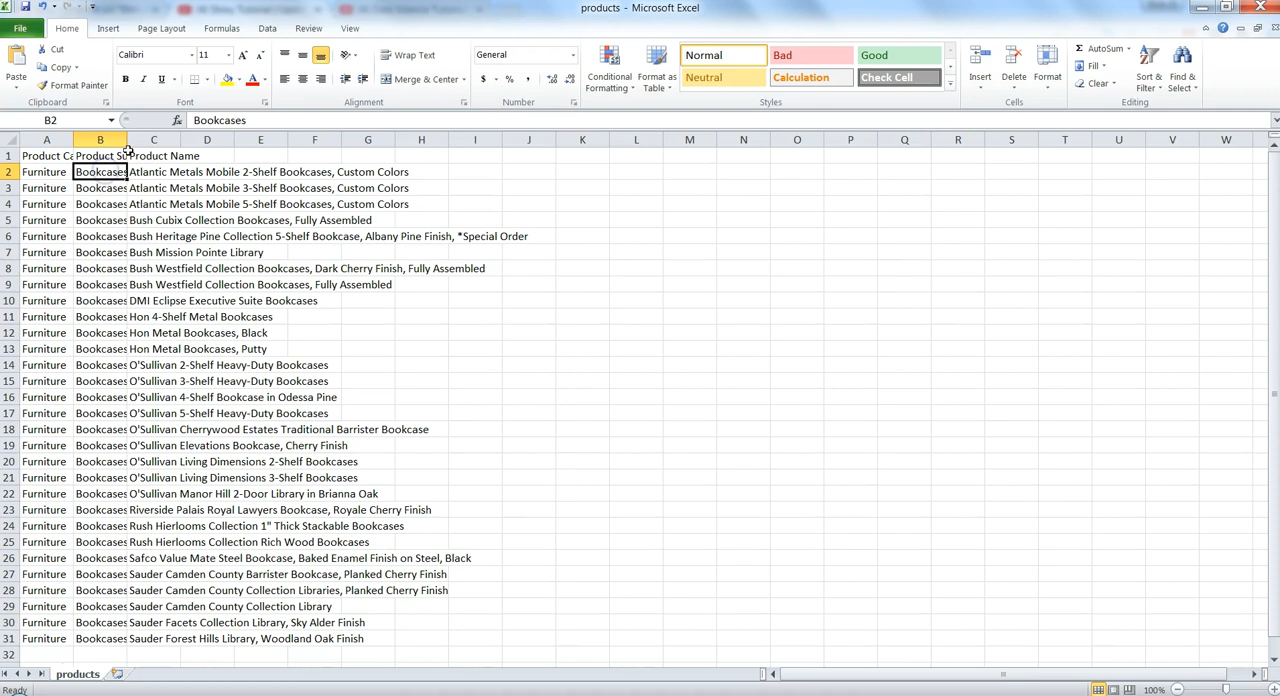 products - Microsoft Excel
File Home Insert Page Layout Formulas Data Review View
Cut
Copy
Format Painter
Paste
Clipboard
Calibri 11
B I U
Font
Wrap Text
Merge & Center
Alignment
General
$ % ,
Number
Conditional Formatting
Format as Table
Normal Bad Good
Neutral Calculation Check Cell
Styles
Insert Delete Format
Cells
AutoSum
Fill
Clear
Sort & Filter
Find & Select
Editing
B2 fx Bookcases
A B C D E F G H I J K L M N O P Q R S T U V W
1 Product Ca Product Su Product Name
2 Furniture Bookcases Atlantic Metals Mobile 2-Shelf Bookcases, Custom Colors
3 Furniture Bookcases Atlantic Metals Mobile 3-Shelf Bookcases, Custom Colors
4 Furniture Bookcases Atlantic Metals Mobile 5-Shelf Bookcases, Custom Colors
5 Furniture Bookcases Bush Cubix Collection Bookcases, Fully Assembled
6 Furniture Bookcases Bush Heritage Pine Collection 5-Shelf Bookcase, Albany Pine Finish, *Special Order
7 Furniture Bookcases Bush Mission Pointe Library
8 Furniture Bookcases Bush Westfield Collection Bookcases, Dark Cherry Finish, Fully Assembled
9 Furniture Bookcases Bush Westfield Collection Bookcases, Fully Assembled
10 Furniture Bookcases DMI Eclipse Executive Suite Bookcases
11 Furniture Bookcases Hon 4-Shelf Metal Bookcases
12 Furniture Bookcases Hon Metal Bookcases, Black
13 Furniture Bookcases Hon Metal Bookcases, Putty
14 Furniture Bookcases O'Sullivan 2-Shelf Heavy-Duty Bookcases
15 Furniture Bookcases O'Sullivan 3-Shelf Heavy-Duty Bookcases
16 Furniture Bookcases O'Sullivan 4-Shelf Bookcase in Odessa Pine
17 Furniture Bookcases O'Sullivan 5-Shelf Heavy-Duty Bookcases
18 Furniture Bookcases O'Sullivan Cherrywood Estates Traditional Barrister Bookcase
19 Furniture Bookcases O'Sullivan Elevations Bookcase, Cherry Finish
20 Furniture Bookcases O'Sullivan Living Dimensions 2-Shelf Bookcases
21 Furniture Bookcases O'Sullivan Living Dimensions 3-Shelf Bookcases
22 Furniture Bookcases O'Sullivan Manor Hill 2-Door Library in Brianna Oak
23 Furniture Bookcases Riverside Palais Royal Lawyers Bookcase, Royale Cherry Finish
24 Furniture Bookcases Rush Hierlooms Collection 1" Thick Stackable Bookcases
25 Furniture Bookcases Rush Hierlooms Collection Rich Wood Bookcases
26 Furniture Bookcases Safco Value Mate Steel Bookcase, Baked Enamel Finish on Steel, Black
27 Furniture Bookcases Sauder Camden County Barrister Bookcase, Planked Cherry Finish
28 Furniture Bookcases Sauder Camden County Collection Libraries, Planked Cherry Finish
29 Furniture Bookcases Sauder Camden County Collection Library
30 Furniture Bookcases Sauder Facets Collection Library, Sky Alder Finish
31 Furniture Bookcases Sauder Forest Hills Library, Woodland Oak Finish
32
products
Ready 100%